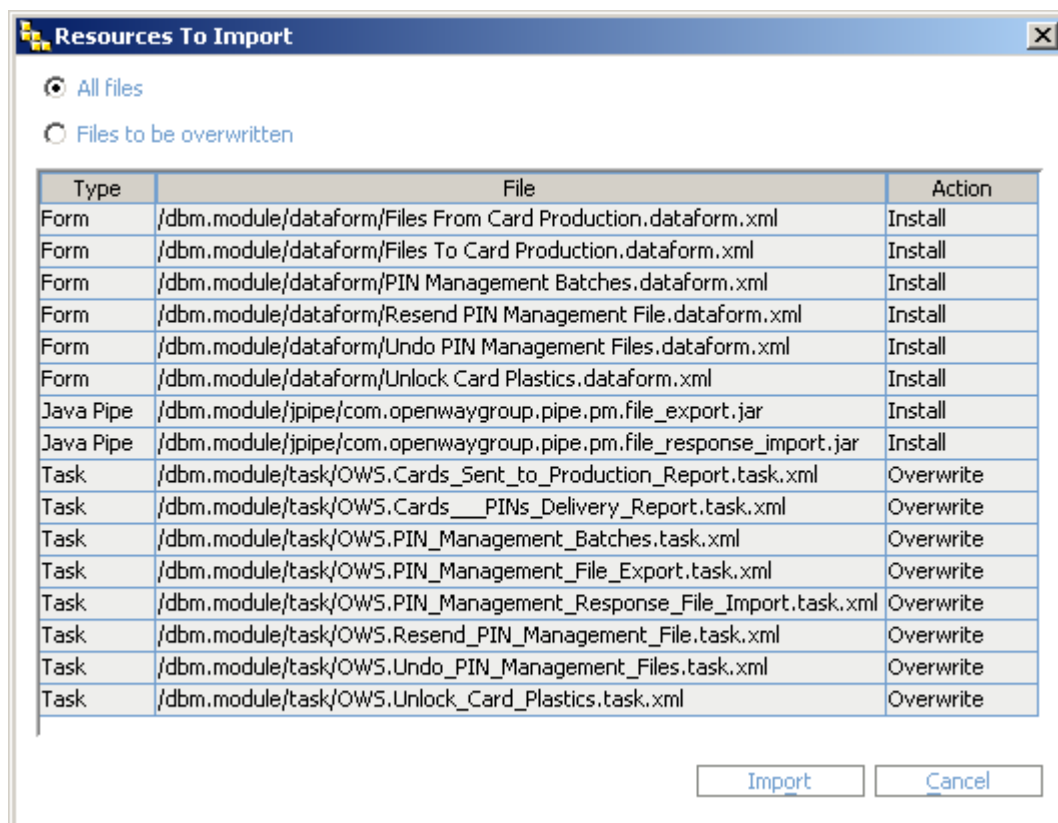 Resources To Import
All files
Files to be overwritten
Type File Action
Form /dbm.module/dataform/Files From Card Production.dataform.xml Install
Form /dbm.module/dataform/Files To Card Production.dataform.xml Install
Form /dbm.module/dataform/PIN Management Batches.dataform.xml Install
Form /dbm.module/dataform/Resend PIN Management File.dataform.xml Install
Form /dbm.module/dataform/Undo PIN Management Files.dataform.xml Install
Form /dbm.module/dataform/Unlock Card Plastics.dataform.xml Install
Java Pipe /dbm.module/jpipe/com.openwaygroup.pipe.pm.file_export.jar Install
Java Pipe /dbm.module/jpipe/com.openwaygroup.pipe.pm.file_response_import.jar Install
Task /dbm.module/task/OWS.Cards_Sent_to_Production_Report.task.xml Overwrite
Task /dbm.module/task/OWS.Cards___PINs_Delivery_Report.task.xml Overwrite
Task /dbm.module/task/OWS.PIN_Management_Batches.task.xml Overwrite
Task /dbm.module/task/OWS.PIN_Management_File_Export.task.xml Overwrite
Task /dbm.module/task/OWS.PIN_Management_Response_File_Import.task.xml Overwrite
Task /dbm.module/task/OWS.Resend_PIN_Management_File.task.xml Overwrite
Task /dbm.module/task/OWS.Undo_PIN_Management_Files.task.xml Overwrite
Task /dbm.module/task/OWS.Unlock_Card_Plastics.task.xml Overwrite
Import Cancel